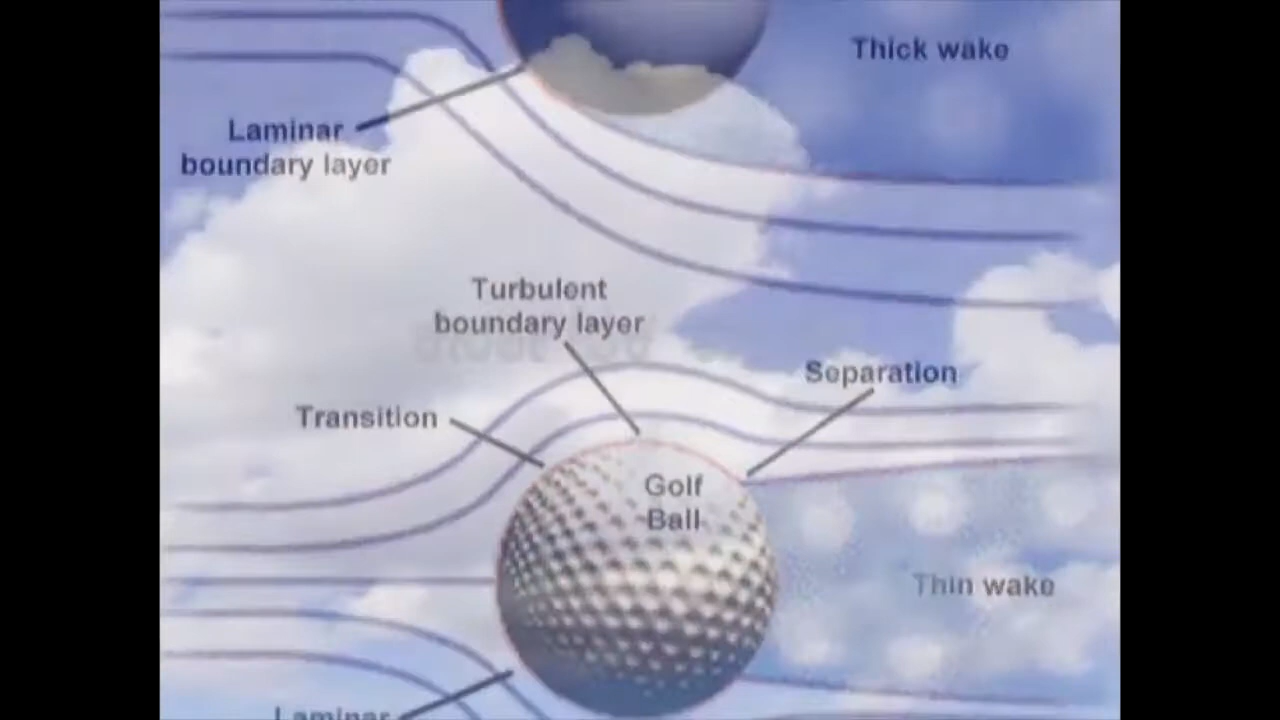 Thick wake
Laminar
boundary layer
Turbulent
boundary layer
Separation
Transition
Golf
Ball
Thin wake
Laminar